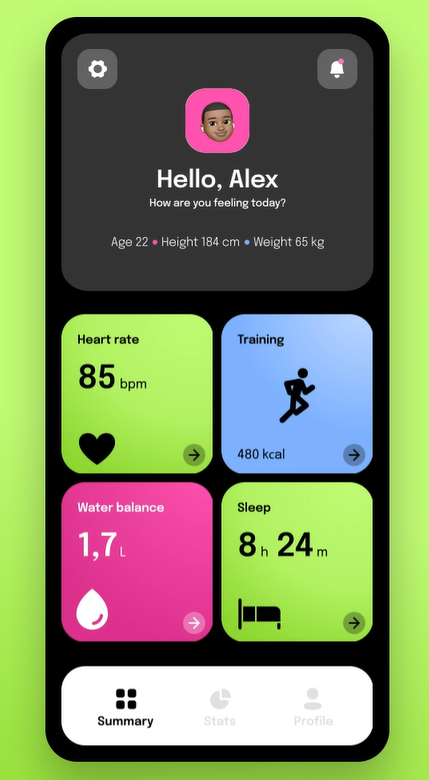 Hello, Alex
How are you feeling today?
Age 22 • Height 184 cm • Weight 65 kg
Heart rate
85 bpm
Training
480 kcal
Water balance
1,7 L
Sleep
8 h 24 m
Summary
Stats
Profile